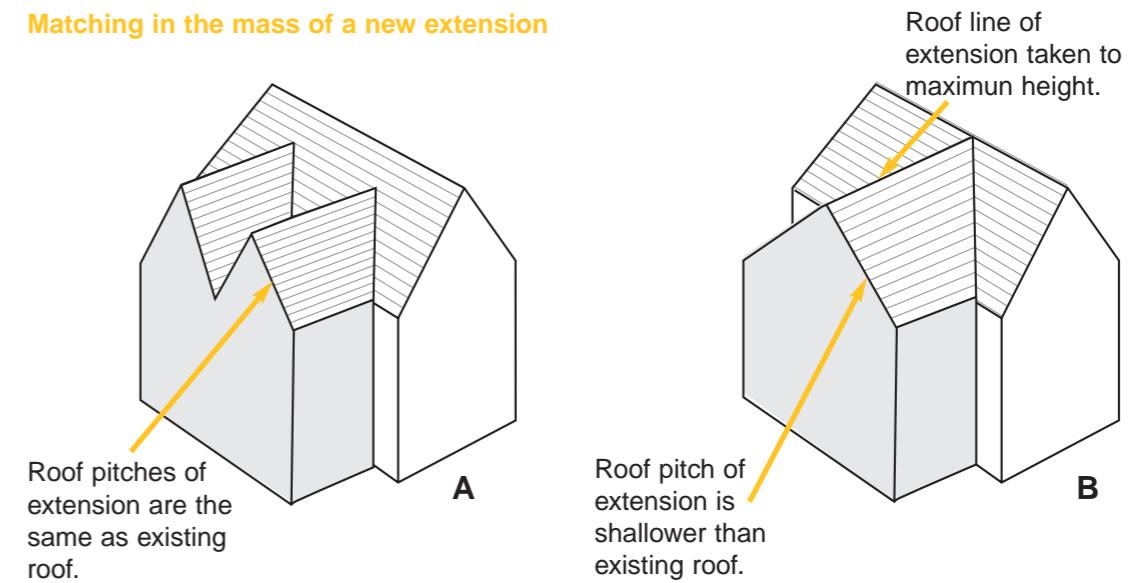 Matching in the mass of a new extension
Roof line of
extension taken to
maximun height.
Roof pitches of
extension are the
same as existing
roof.
A
Roof pitch of
extension is
shallower than
existing roof.
B